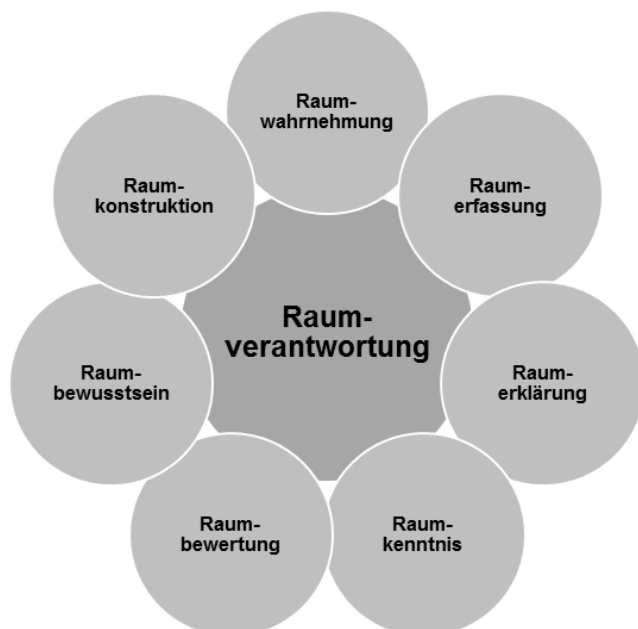 Raum-
wahrnehmung
Raum-
erfassung
Raum-
erklärung
Raum-
kenntnis
Raum-
bewertung
Raum-
bewusstsein
Raum-
konstruktion
Raum-
verantwortung